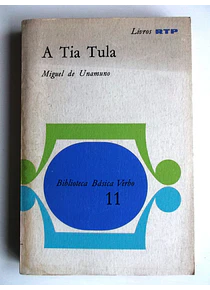 Livros RTP
A Tia Tula
Miguel de Unamuno
Biblioteca Básica Verbo
11